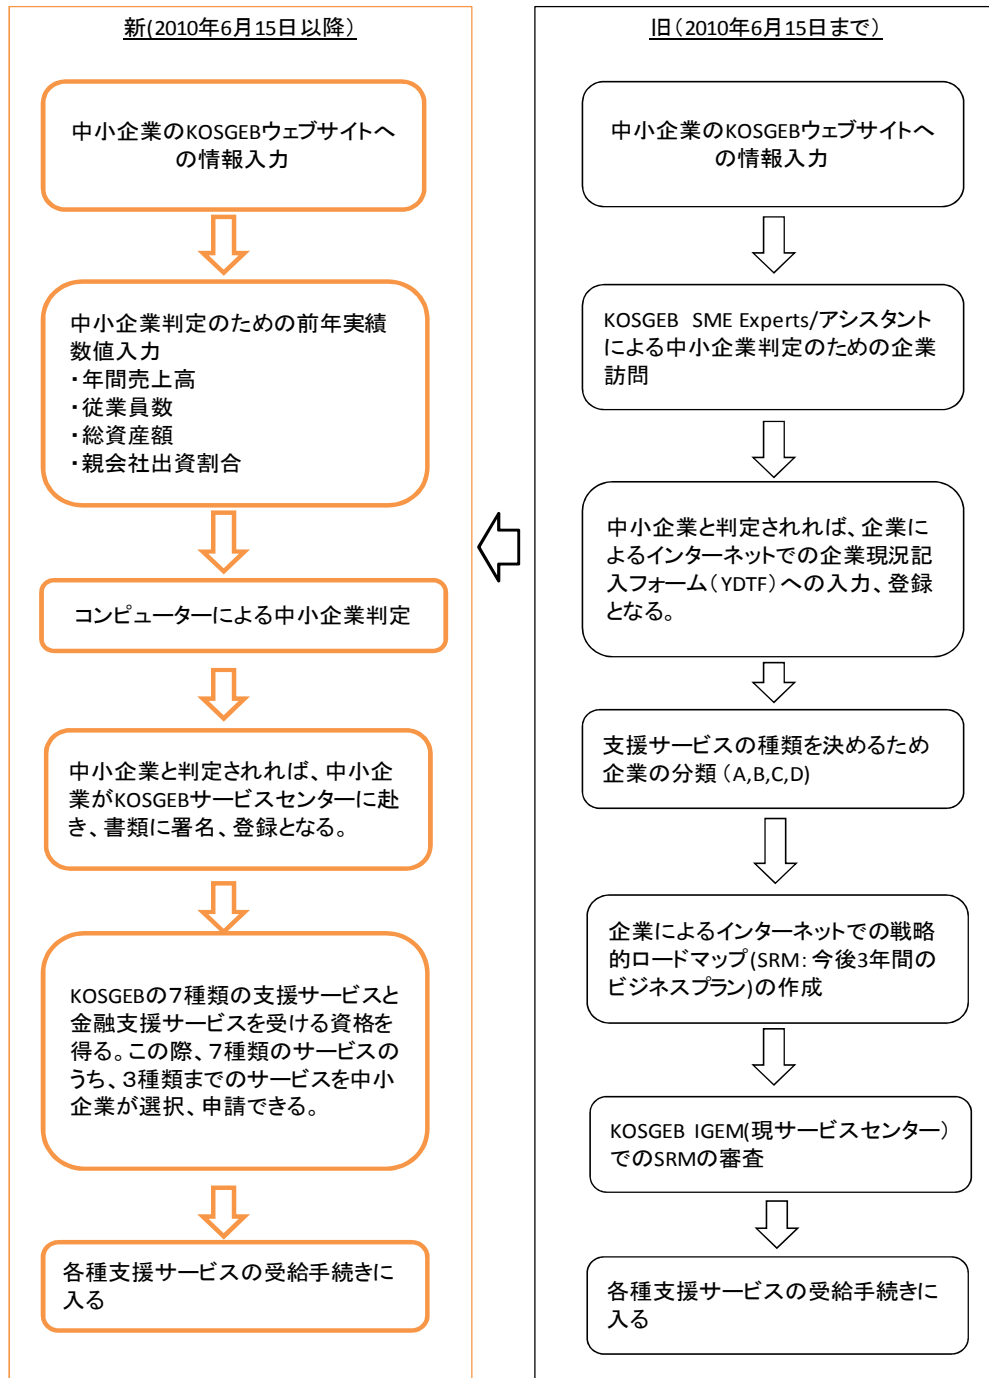 新(2010年6月15日以降)
中小企業のKOSGEBウェブサイトへ
の情報入力
中小企業判定のための前年実績
数値入力
・年間売上高
・従業員数
・総資産額
・親会社出資割合
コンピューターによる中小企業判定
中小企業と判定されれば、中小企
業がKOSGEBサービスセンターに赴
き、書類に署名、登録となる。
KOSGEBの７種類の支援サービスと
金融支援サービスを受ける資格を
得る。この際、７種類のサービスの
うち、３種類までのサービスを中小
企業が選択、申請できる。
各種支援サービスの受給手続きに
入る
旧(2010年6月15日まで)
中小企業のKOSGEBウェブサイトへ
の情報入力
KOSGEB SME Experts/アシスタント
による中小企業判定のための企業
訪問
中小企業と判定されれば、企業に
よるインターネットでの企業現況記
入フォーム(YDTF)への入力、登録
となる。
支援サービスの種類を決めるため
企業の分類(A,B,C,D)
企業によるインターネットでの戦略
的ロードマップ(SRM:今後3年間の
ビジネスプラン)の作成
KOSGEB IGEM(現サービスセンター)
でのSRMの審査
各種支援サービスの受給手続きに
入る